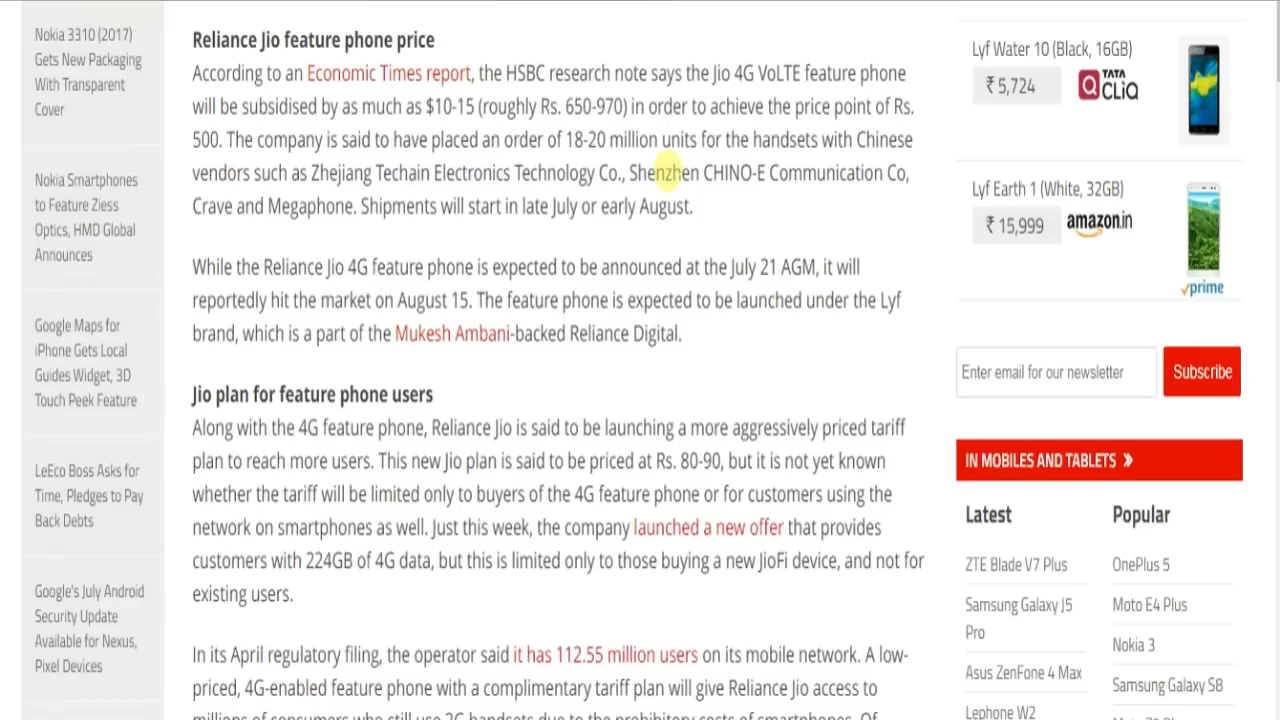 Nokia 3310 (2017)
Gets New Packaging
With Transparent
Cover
Nokia Smartphones
to Feature Ziess
Optics, HMD Global
Announces
Google Maps for
iPhone Gets Local
Guides Widget, 3D
Touch Peek Feature
LeEco Boss Asks for
Time, Pledges to Pay
Back Debts
Google's July Android
Security Update
Available for Nexus,
Pixel Devices
Reliance Jio feature phone price
According to an Economic Times report, the HSBC research note says the Jio 4G VoLTE feature phone
will be subsidised by as much as $10-15 (roughly Rs. 650-970) in order to achieve the price point of Rs.
500. The company is said to have placed an order of 18-20 million units for the handsets with Chinese
vendors such as Zhejiang Techain Electronics Technology Co., Shenzhen CHINO-E Communication Co,
Crave and Megaphone. Shipments will start in late July or early August.
While the Reliance Jio 4G feature phone is expected to be announced at the July 21 AGM, it will
reportedly hit the market on August 15. The feature phone is expected to be launched under the Lyf
brand, which is a part of the Mukesh Ambani-backed Reliance Digital.
Jio plan for feature phone users
Along with the 4G feature phone, Reliance Jio is said to be launching a more aggressively priced tariff
plan to reach more users. This new Jio plan is said to be priced at Rs. 80-90, but it is not yet known
whether the tariff will be limited only to buyers of the 4G feature phone or for customers using the
network on smartphones as well. Just this week, the company launched a new offer that provides
customers with 224GB of 4G data, but this is limited only to those buying a new JioFi device, and not for
existing users.
In its April regulatory filing, the operator said it has 112.55 million users on its mobile network. A low-
priced, 4G-enabled feature phone with a complimentary tariff plan will give Reliance Jio access to
millions of consumers who still use 2G handsets due to the prohibitory costs of smartphones. Of
Lyf Water 10 (Black, 16GB)
₹ 5,724
TATA
CLiQ
Lyf Earth 1 (White, 32GB)
₹ 15,999
amazon.in
prime
Enter email for our newsletter
Subscribe
IN MOBILES AND TABLETS »
Latest
ZTE Blade V7 Plus
Samsung Galaxy J5
Pro
Asus ZenFone 4 Max
Lephone W2
Popular
OnePlus 5
Moto E4 Plus
Nokia 3
Samsung Galaxy S8